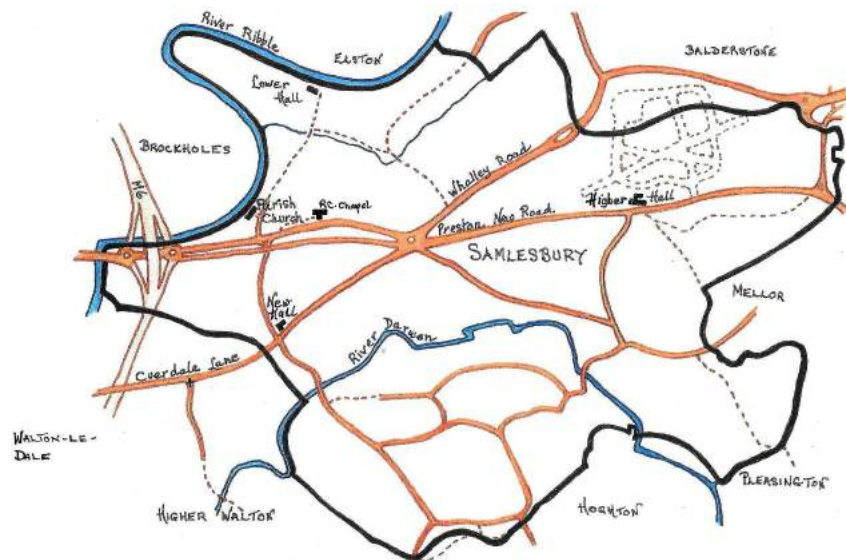 River Ribble
ELSTON
BALDERSTONE
Lower
Hall
BROCKHOLES
M6
Whalley Road
Parish
Church
R.C. Chapel
Higher Hall
Preston New Road
SAMLESBURY
New
Hall
MELLOR
River Darwen
Cuerdale Lane
WALTON-LE-
DALE
PLEASINGTON
HIGHER WALTON
HOGHTON